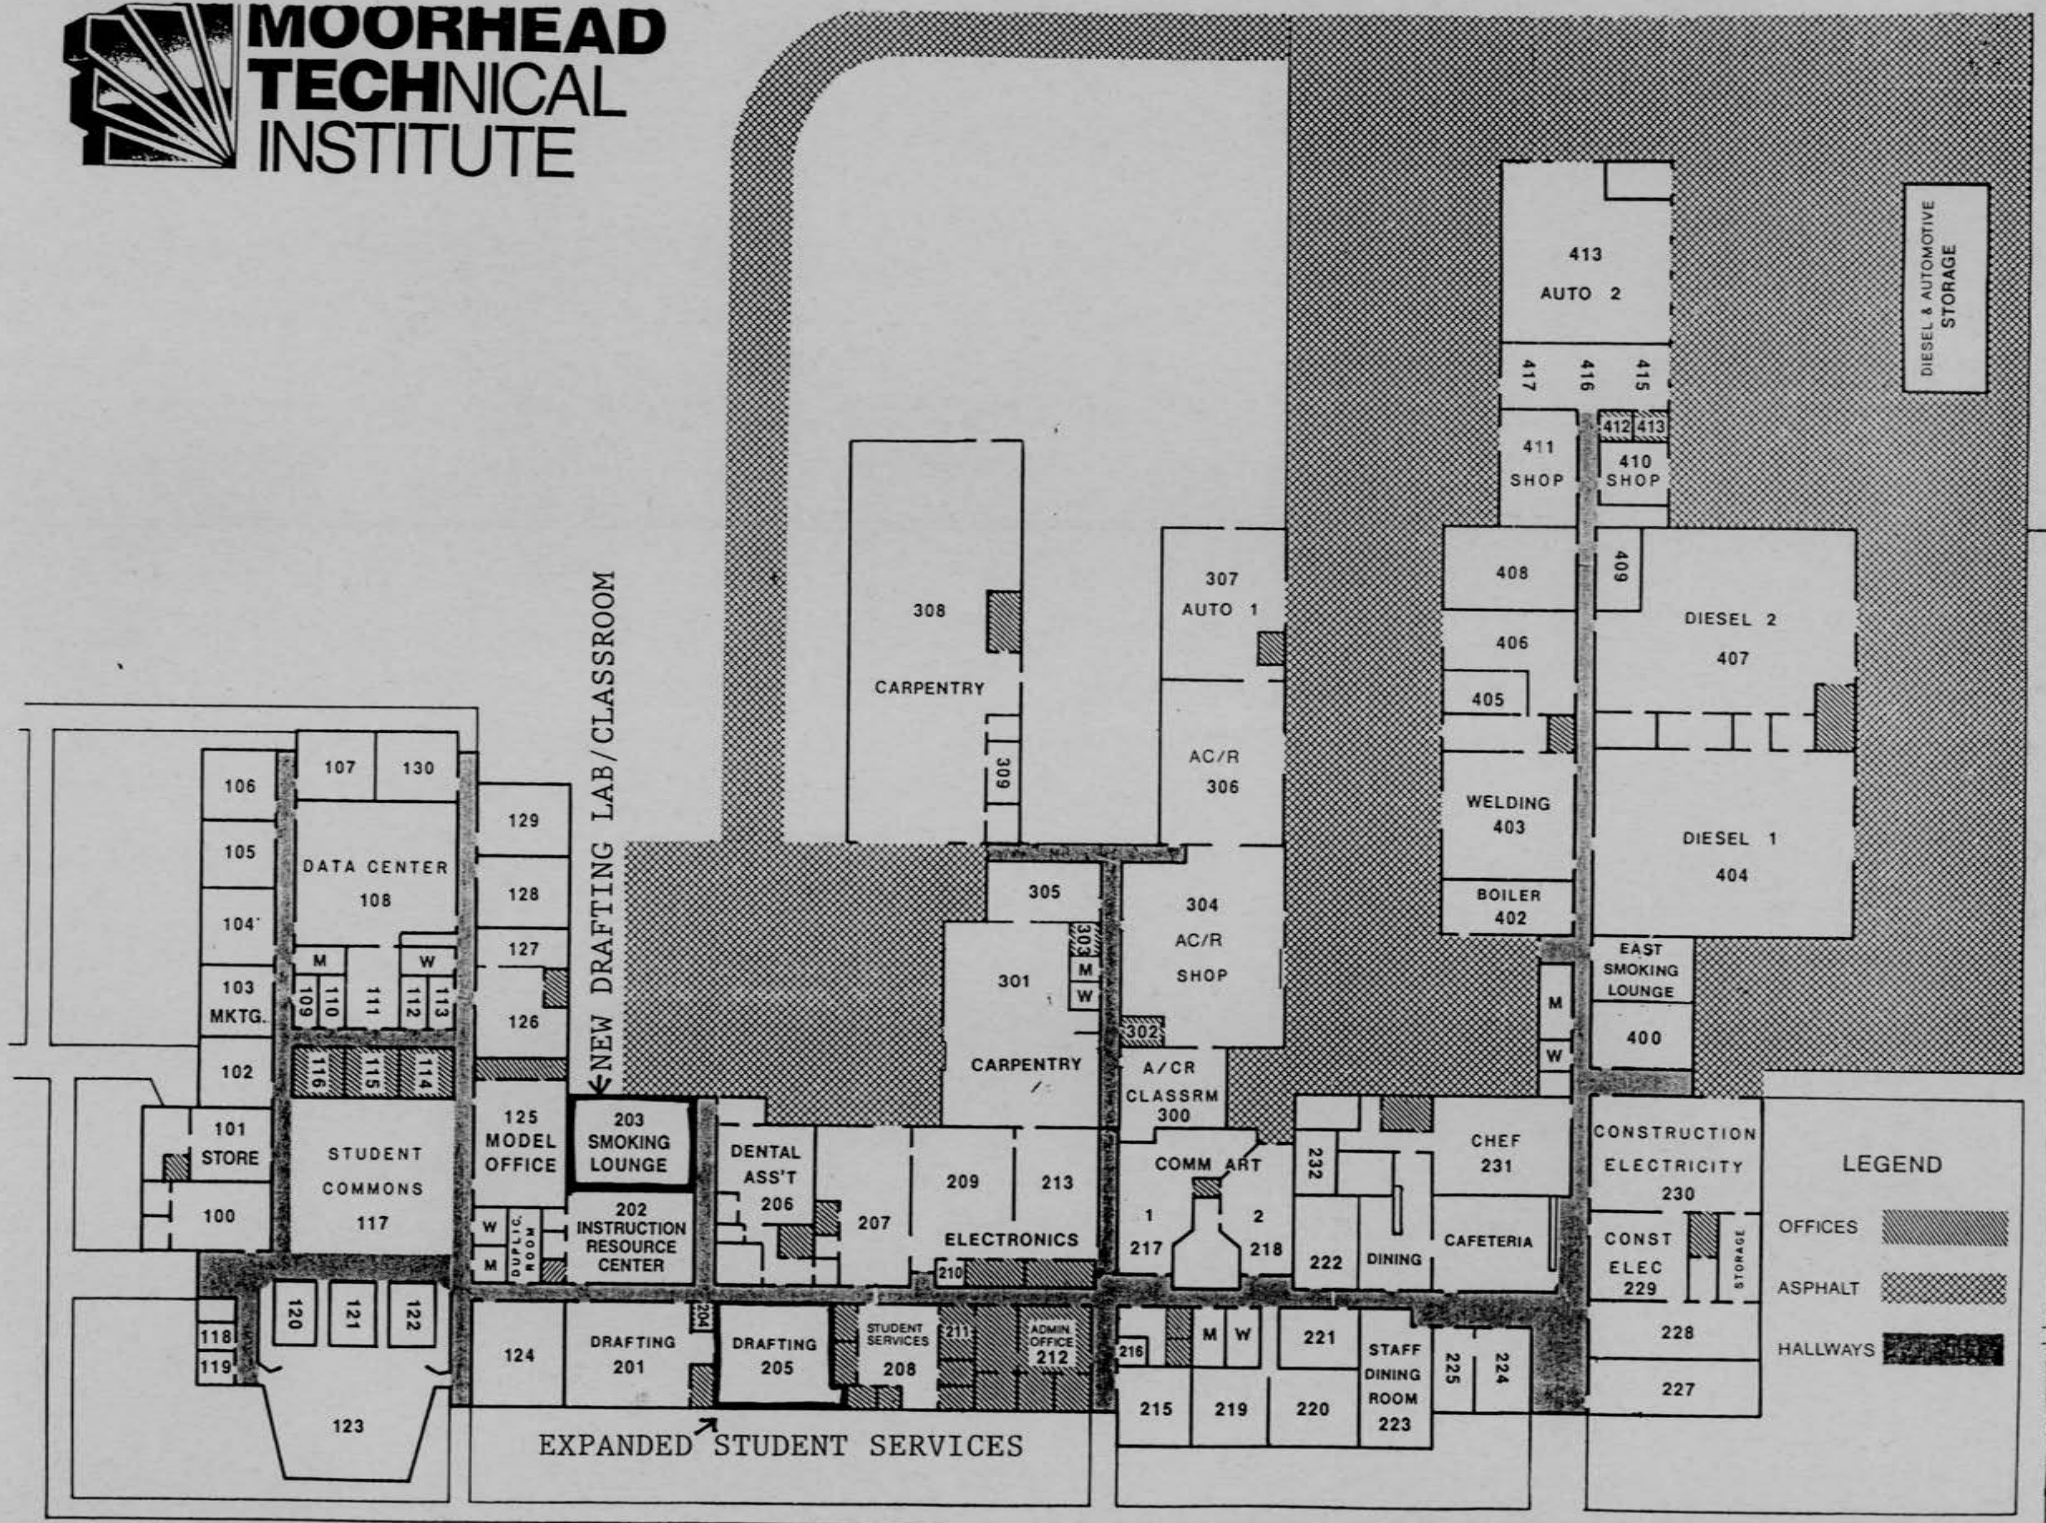 MOORHEAD
TECHNICAL
INSTITUTE
DIESEL & AUTOMOTIVE
STORAGE
413
AUTO 2
417
416
415
411
SHOP
412
413
410
SHOP
408
409
406
405
DIESEL 2
407
WELDING
403
DIESEL 1
404
BOILER
402
EAST
SMOKING
LOUNGE
400
M
W
308
CARPENTRY
309
307
AUTO 1
AC/R
306
305
304
AC/R
SHOP
303
M
W
301
302
CARPENTRY
A/CR
CLASSRM
300
NEW DRAFTING LAB/CLASSROOM
106
107
130
129
105
DATA CENTER
108
128
104
127
M
W
103
MKTG.
109
110
111
112
113
126
102
116
115
114
101
STORE
STUDENT
COMMONS
117
100
125
MODEL
OFFICE
W
M
DUPLIC.
ROOM
203
SMOKING
LOUNGE
202
INSTRUCTION
RESOURCE
CENTER
DENTAL
ASS'T
206
207
209
213
ELECTRONICS
210
COMM ART
1
217
2
218
232
222
DINING
CHEF
231
CAFETERIA
CONSTRUCTION
ELECTRICITY
230
CONST
ELEC
229
STORAGE
228
227
118
119
120
121
122
123
124
DRAFTING
201
204
DRAFTING
205
STUDENT
SERVICES
208
211
ADMIN.
OFFICE
212
216
M
W
221
215
219
220
STAFF
DINING
ROOM
223
225
224
EXPANDED STUDENT SERVICES
LEGEND
OFFICES
ASPHALT
HALLWAYS